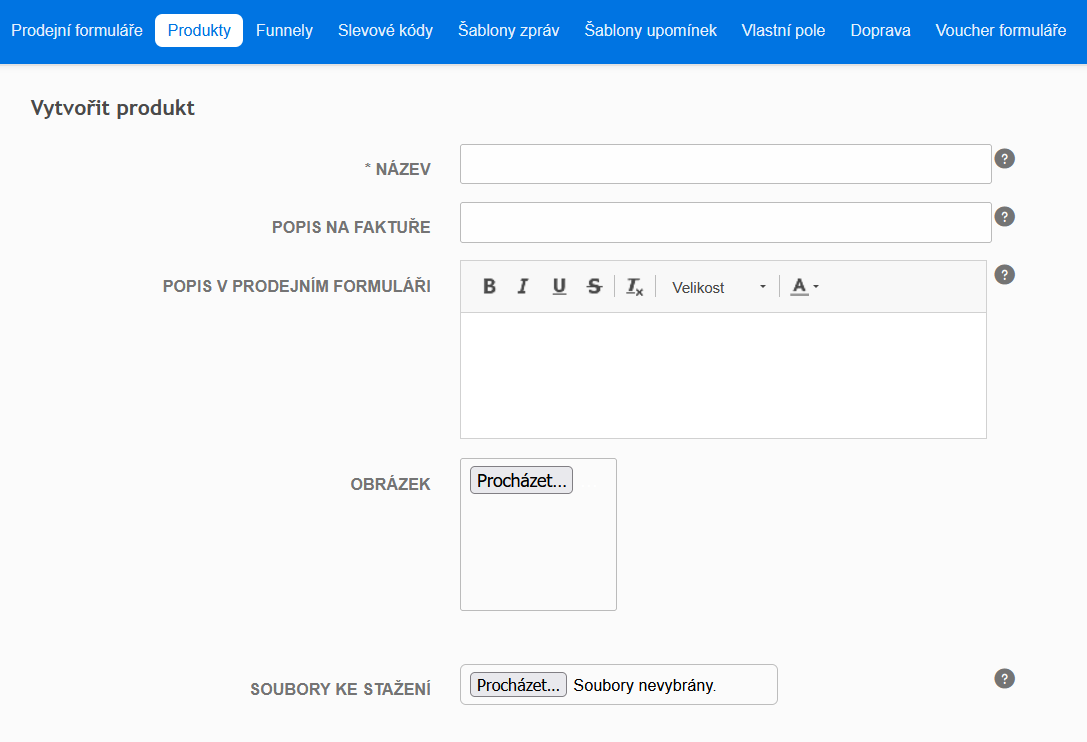 Prodejní formuláře Produkty Funnely Slevové kódy Šablony zpráv Šablony upomínek Vlastní pole Doprava Voucher formuláře
Vytvořit produkt
* NÁZEV ?
POPIS NA FAKTUŘE ?
POPIS V PRODEJNÍM FORMULÁŘI B I U S Tx Velikost A ?
OBRÁZEK Procházet...
SOUBORY KE STAŽENÍ Procházet... Soubory nevybrány. ?